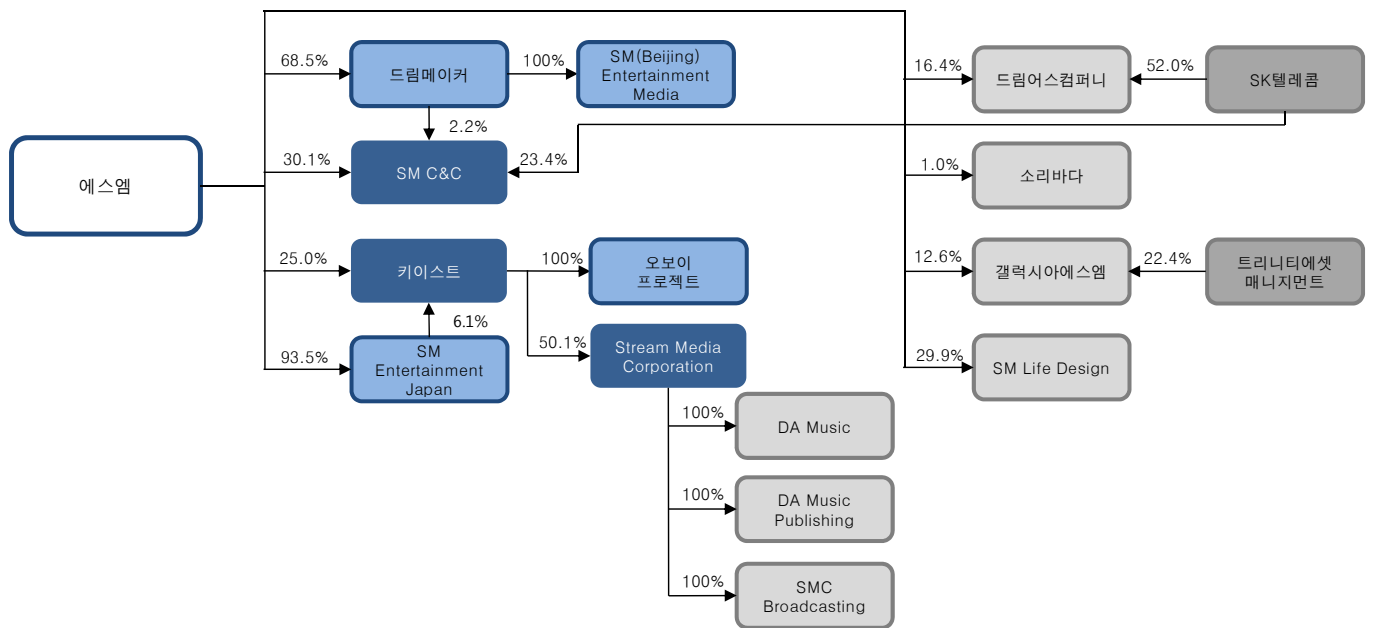 68.5%
드림메이커
100%
SM(Beijing)
Entertainment
Media
16.4%
드림어스컴퍼니
52.0%
SK텔레콤
2.2%
에스엠
30.1%
SM C&C
23.4%
1.0%
소리바다
25.0%
키이스트
100%
오보이
프로젝트
12.6%
갤럭시아에스엠
22.4%
트리니티에셋
매니지먼트
6.1%
93.5%
SM
Entertainment
Japan
50.1%
Stream Media
Corporation
29.9%
SM Life Design
100%
DA Music
100%
DA Music
Publishing
100%
SMC
Broadcasting